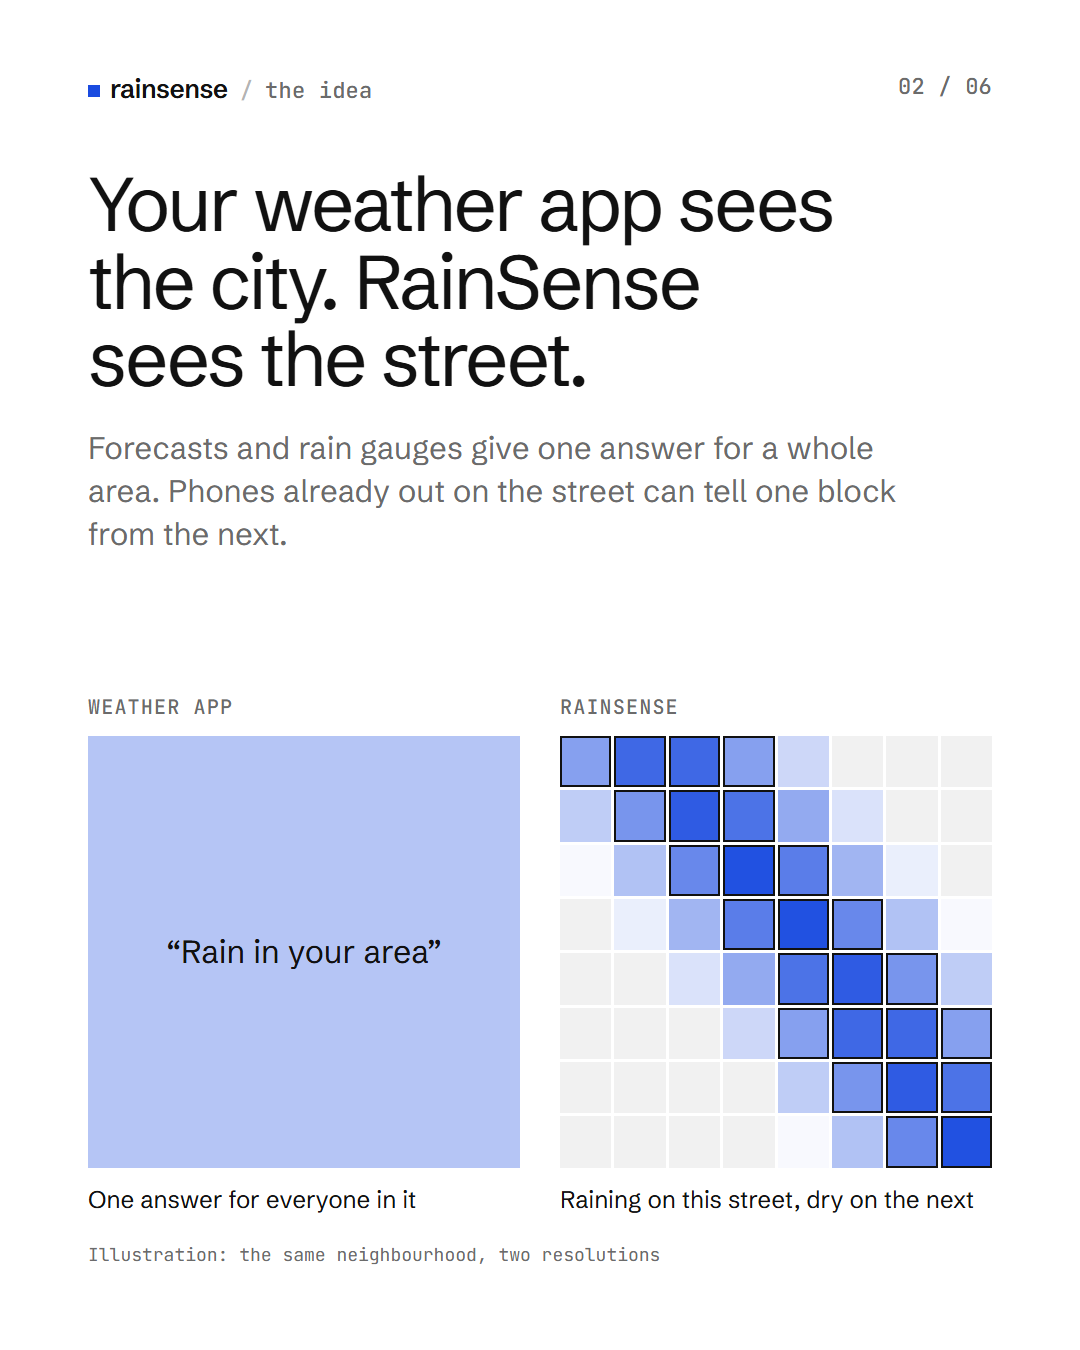 rainsense / the idea
02 / 06
Your weather app sees
the city. RainSense
sees the street.
Forecasts and rain gauges give one answer for a whole
area. Phones already out on the street can tell one block
from the next.
WEATHER APP
RAINSENSE
“Rain in your area”
One answer for everyone in it
Raining on this street, dry on the next
Illustration: the same neighbourhood, two resolutions